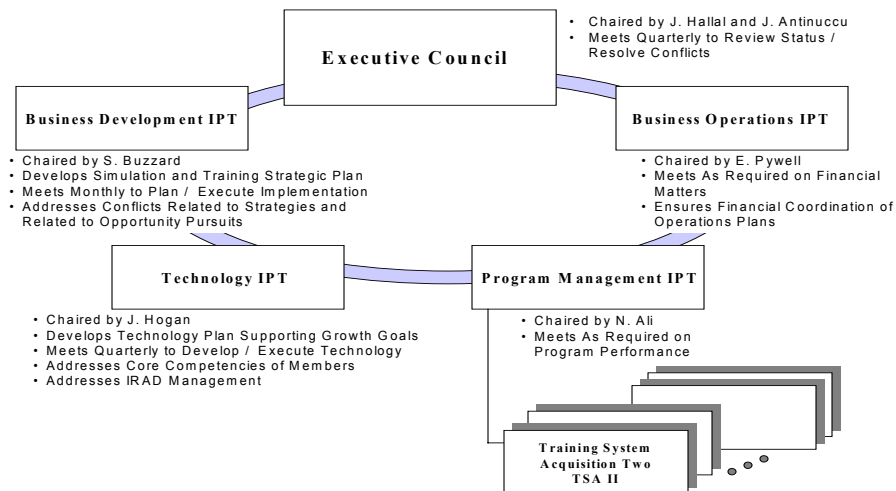 Executive Council
• Chaired by J. Hallal and J. Antinuccu
• Meets Quarterly to Review Status /
Resolve Conflicts
Business Development IPT
• Chaired by S. Buzzard
• Develops Simulation and Training Strategic Plan
• Meets Monthly to Plan / Execute Implementation
• Addresses Conflicts Related to Strategies and
Related to Opportunity Pursuits
Business Operations IPT
• Chaired by E. Pywell
• Meets As Required on Financial
Matters
• Ensures Financial Coordination of
Operations Plans
Technology IPT
• Chaired by J. Hogan
• Develops Technology Plan Supporting Growth Goals
• Meets Quarterly to Develop / Execute Technology
• Addresses Core Competencies of Members
• Addresses IRAD Management
Program Management IPT
• Chaired by N. Ali
• Meets As Required on
Program Performance
Training System
Acquisition Two
TSA II